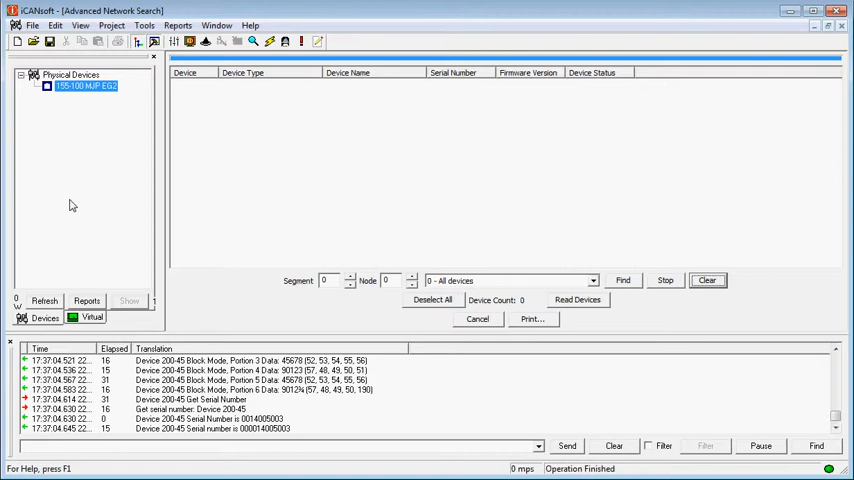 iCANsoft - [Advanced Network Search]
File Edit View Project Tools Reports Window Help
Physical Devices
155-100 MJP EG2
Device Device Type Device Name Serial Number Firmware Version Device Status
Segment 0 Node 0 0 - All devices Find Stop Clear
Deselect All Device Count: 0 Read Devices
Cancel Print...
Refresh Reports Show
Devices Virtual
Time Elapsed Translation
17:37:04.521 22... 16 Device 200-45 Block Mode, Portion 3 Data: 45678 (52, 53, 54, 55, 56)
17:37:04.536 22... 15 Device 200-45 Block Mode, Portion 4 Data: 90123 (57, 48, 49, 50, 51)
17:37:04.567 22... 31 Device 200-45 Block Mode, Portion 5 Data: 45678 (52, 53, 54, 55, 56)
17:37:04.583 22... 16 Device 200-45 Block Mode, Portion 6 Data: 9012¾ (57, 48, 49, 50, 190)
17:37:04.614 22... 31 Device 200-45 Get Serial Number
17:37:04.630 22... 16 Get serial number: Device 200-45
17:37:04.630 22... 0 Device 200-45 Serial Number is 0014005003
17:37:04.645 22... 15 Device 200-45 Serial number is 000014005003
Send Clear Filter Filter Pause Find
For Help, press F1 0 mps Operation Finished